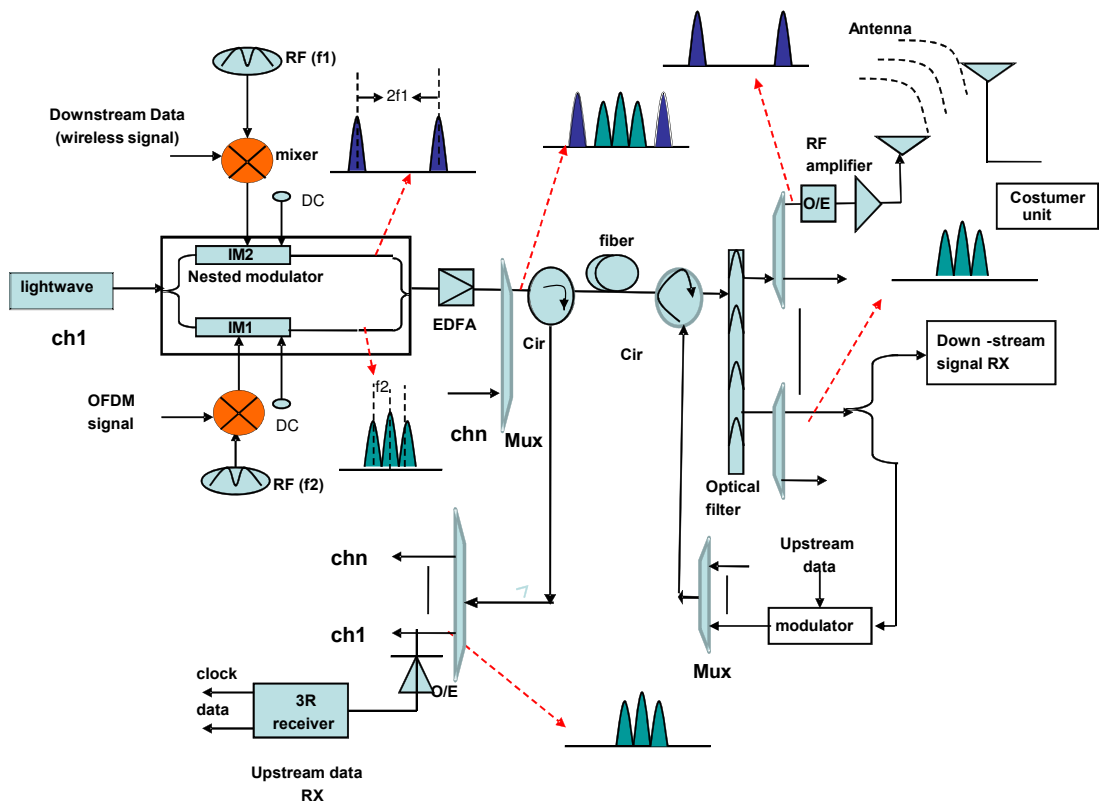 RF (f1)
Antenna
Downstream Data
(wireless signal)
mixer
2f1
RF
amplifier
DC
O/E
Costumer
unit
IM2
Nested modulator
fiber
lightwave
ch1
IM1
EDFA
Cir
Cir
Down -stream
signal RX
OFDM
signal
DC
f2
chn
Mux
RF (f2)
Optical
filter
chn
Upstream
data
ch1
modulator
Mux
clock
data
3R
receiver
O/E
Upstream data
RX